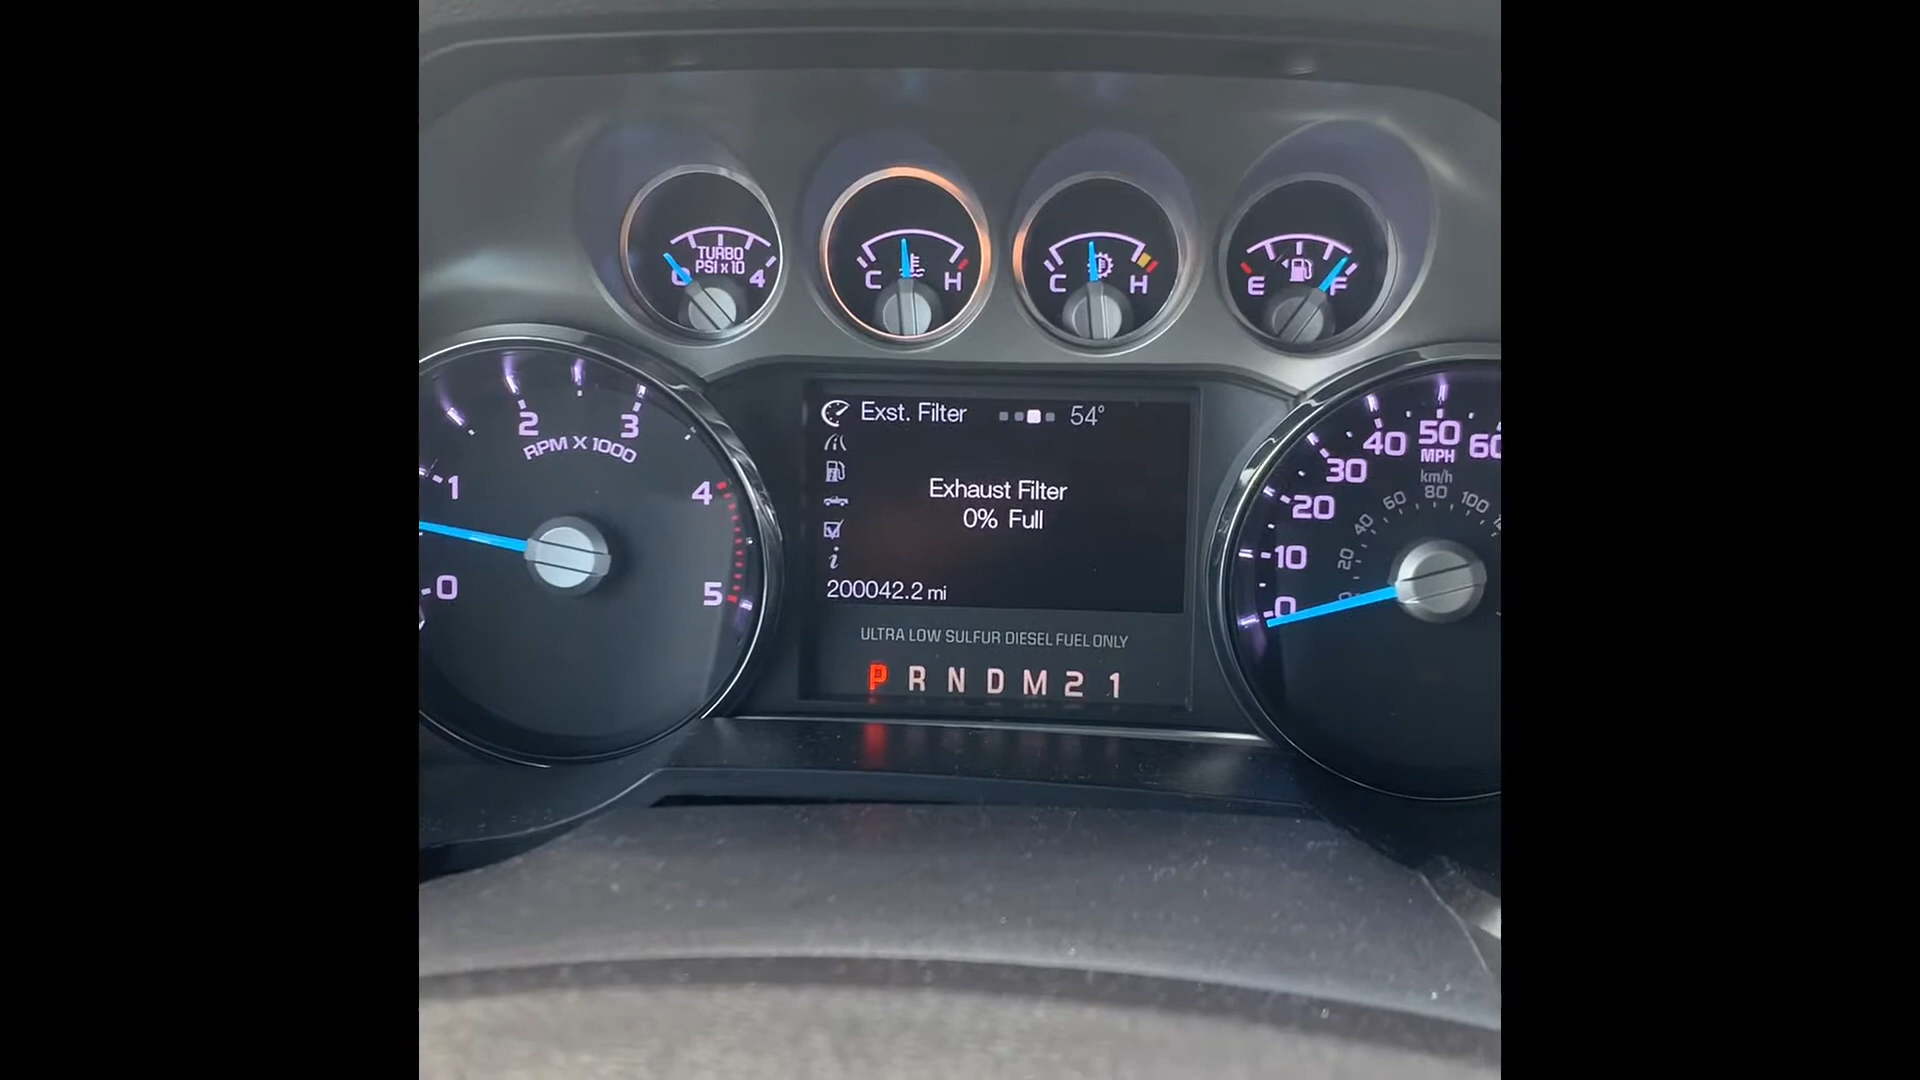 TURBO
PSI x 10
0 4
C H
C H
E F
1 2 3 4 5 0
RPM X 1000
Exst. Filter 54°
Exhaust Filter
0% Full
i
200042.2 mi
ULTRA LOW SULFUR DIESEL FUEL ONLY
P R N D M 2 1
0 10 20 30 40 50 60
MPH
km/h
20 40 60 80 100